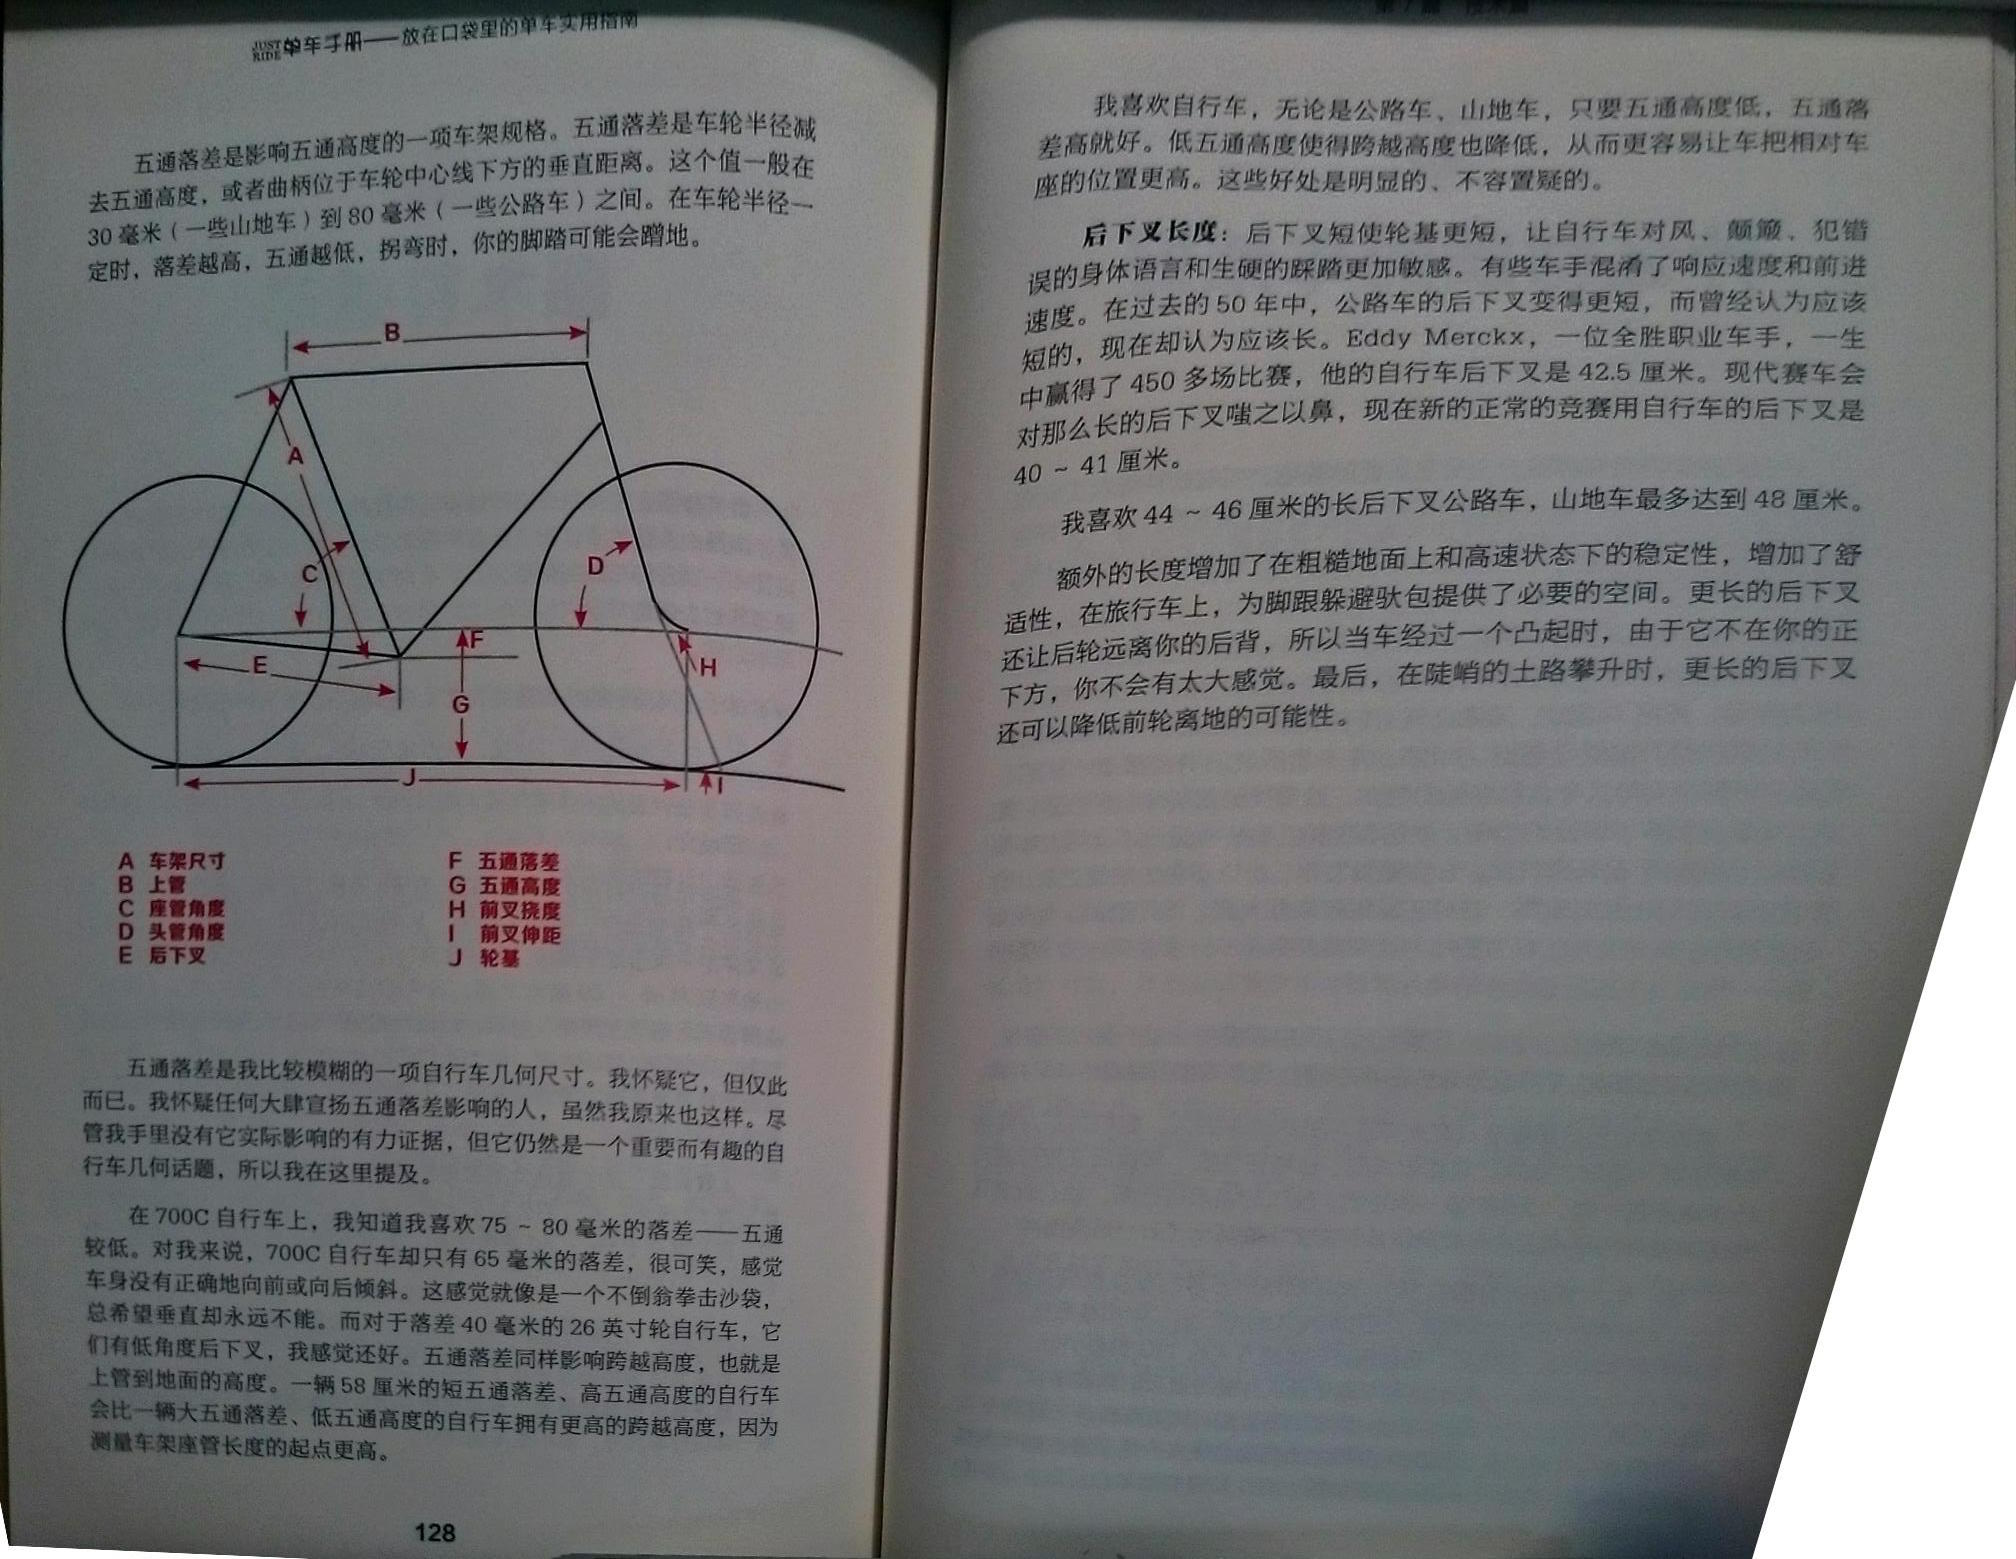 JUST RIDE 单车手册——放在口袋里的单车实用指南
五通落差是影响五通高度的一项车架规格。五通落差是车轮半径减
去五通高度，或者曲柄位于车轮中心线下方的垂直距离。这个值一般在
30 毫米（一些山地车）到 80 毫米（一些公路车）之间。在车轮半径一
定时，落差越高，五通越低，拐弯时，你的脚踏可能会蹭地。
B
A
C
D
F
E
H
G
J
I
A 车架尺寸
B 上管
C 座管角度
D 头管角度
E 后下叉
F 五通落差
G 五通高度
H 前叉挠度
I 前叉伸距
J 轮基
五通落差是我比较模糊的一项自行车几何尺寸。我怀疑它，但仅此
而已。我怀疑任何大肆宣扬五通落差影响的人，虽然我原来也这样。尽
管我手里没有它实际影响的有力证据，但它仍然是一个重要而有趣的自
行车几何话题，所以我在这里提及。
在 700C 自行车上，我知道我喜欢 75 ~ 80 毫米的落差——五通
较低。对我来说，700C 自行车却只有 65 毫米的落差，很可笑，感觉
车身没有正确地向前或向后倾斜。这感觉就像是一个不倒翁拳击沙袋，
总希望垂直却永远不能。而对于落差 40 毫米的 26 英寸轮自行车，它
们有低角度后下叉，我感觉还好。五通落差同样影响跨越高度，也就是
上管到地面的高度。一辆 58 厘米的短五通落差、高五通高度的自行车
会比一辆大五通落差、低五通高度的自行车拥有更高的跨越高度，因为
测量车架座管长度的起点更高。
128
我喜欢自行车，无论是公路车、山地车，只要五通高度低，五通落
差高就好。低五通高度使得跨越高度也降低，从而更容易让车把相对车
座的位置更高。这些好处是明显的、不容置疑的。
后下叉长度：后下叉短使轮基更短，让自行车对风、颠簸、犯错
误的身体语言和生硬的踩踏更加敏感。有些车手混淆了响应速度和前进
速度。在过去的 50 年中，公路车的后下叉变得更短，而曾经认为应该
短的，现在却认为应该长。Eddy Merckx，一位全胜职业车手，一生
中赢得了 450 多场比赛，他的自行车后下叉是 42.5 厘米。现代赛车会
对那么长的后下叉嗤之以鼻，现在新的正常的竞赛用自行车的后下叉是
40 ~ 41 厘米。
我喜欢 44 ~ 46 厘米的长后下叉公路车，山地车最多达到 48 厘米。
额外的长度增加了在粗糙地面上和高速状态下的稳定性，增加了舒
适性，在旅行车上，为脚跟躲避驮包提供了必要的空间。更长的后下叉
还让后轮远离你的后背，所以当车经过一个凸起时，由于它不在你的正
下方，你不会有太大感觉。最后，在陡峭的土路攀升时，更长的后下叉
还可以降低前轮离地的可能性。